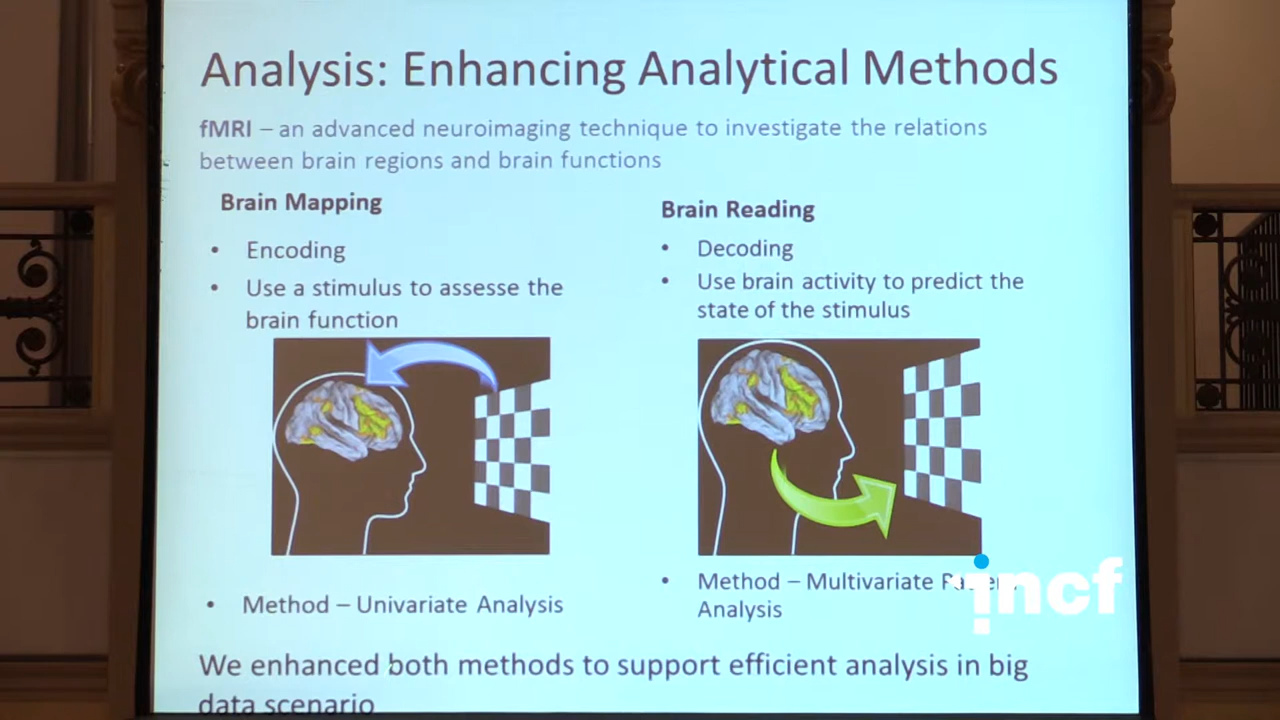 Analysis: Enhancing Analytical Methods
fMRI – an advanced neuroimaging technique to investigate the relations
between brain regions and brain functions
Brain Mapping
• Encoding
• Use a stimulus to assesse the
brain function
• Method – Univariate Analysis
Brain Reading
• Decoding
• Use brain activity to predict the
state of the stimulus
• Method – Multivariate
Analysis
incf
We enhanced both methods to support efficient analysis in big
data scenario